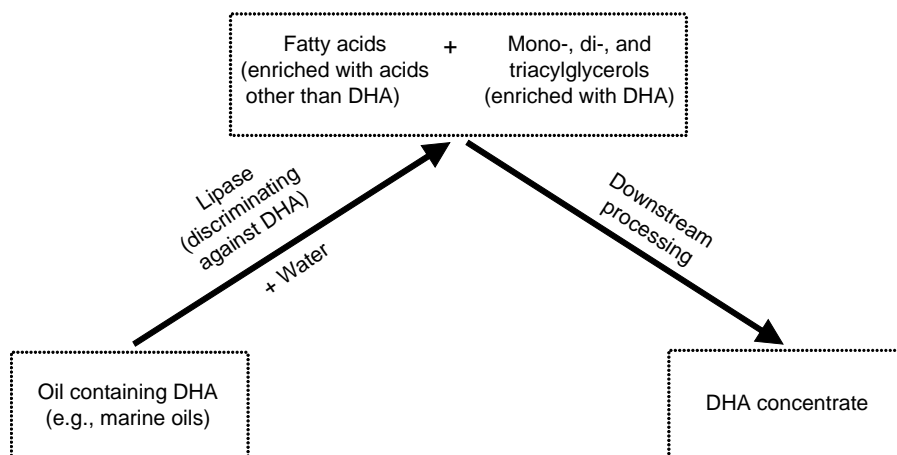 Fatty acids
(enriched with acids
other than DHA)
+
Mono-, di-, and
triacylglycerols
(enriched with DHA)
Lipase
(discriminating
against DHA)
+ Water
Downstream
processing
Oil containing DHA
(e.g., marine oils)
DHA concentrate